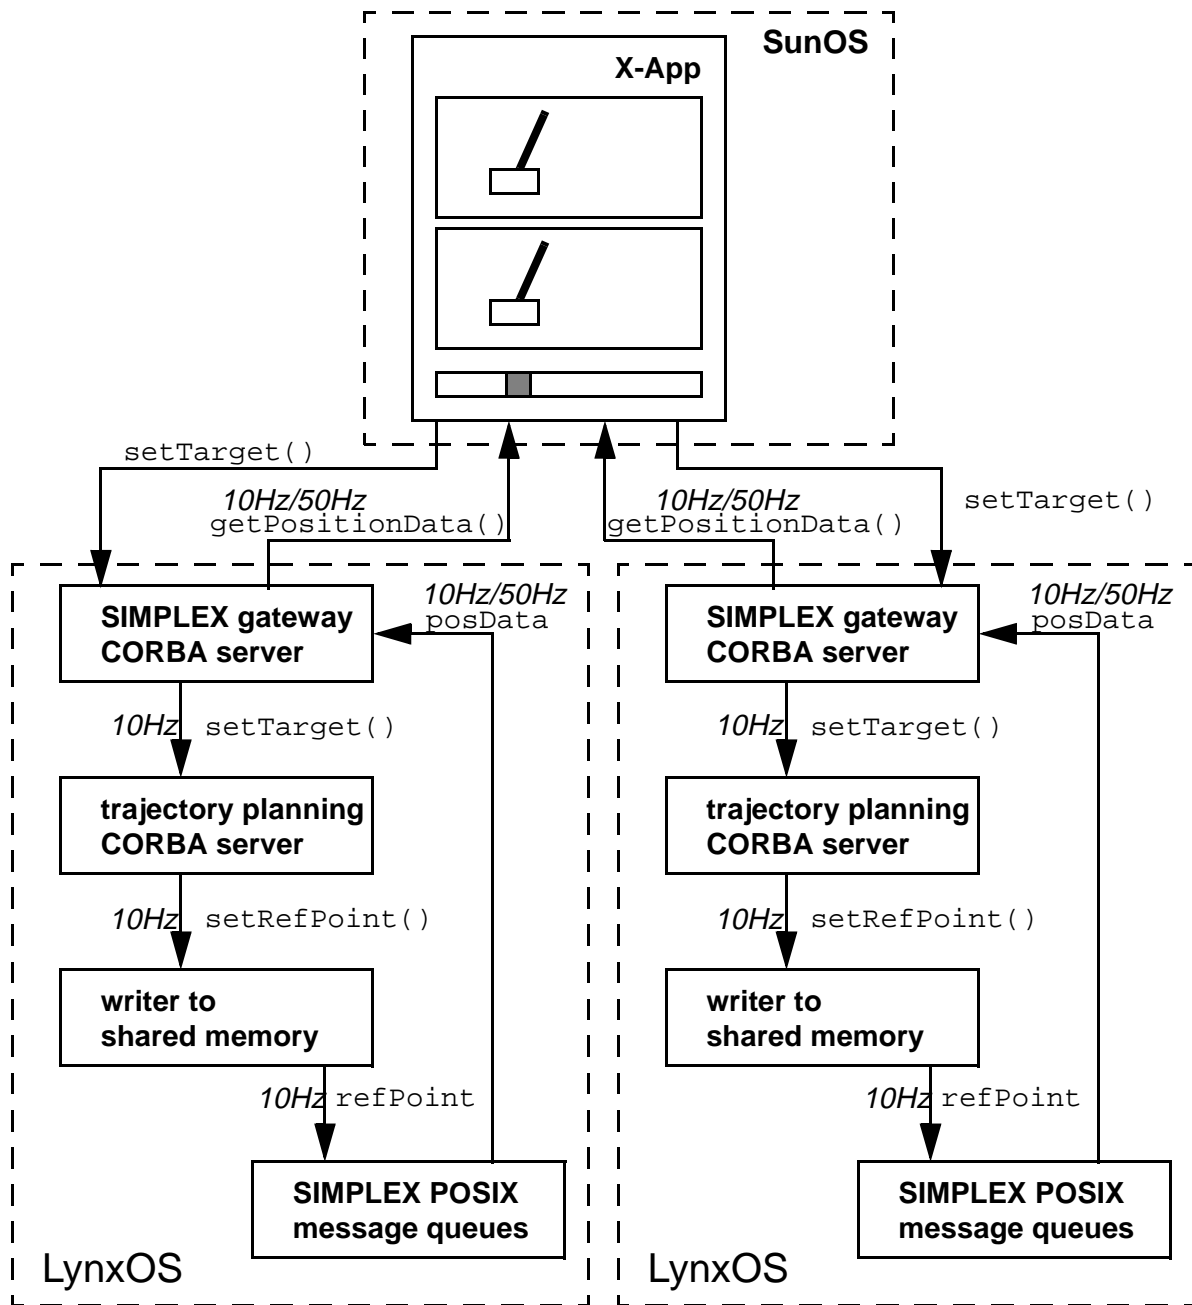 SunOS
X-App
setTarget()
10Hz/50Hz
getPositionData()
10Hz/50Hz
getPositionData()
setTarget()
SIMPLEX gateway
CORBA server
10Hz/50Hz
posData
10Hz setTarget()
trajectory planning
CORBA server
10Hz setRefPoint()
writer to
shared memory
10Hz refPoint
SIMPLEX POSIX
message queues
LynxOS
SIMPLEX gateway
CORBA server
10Hz/50Hz
posData
10Hz setTarget()
trajectory planning
CORBA server
10Hz setRefPoint()
writer to
shared memory
10Hz refPoint
SIMPLEX POSIX
message queues
LynxOS